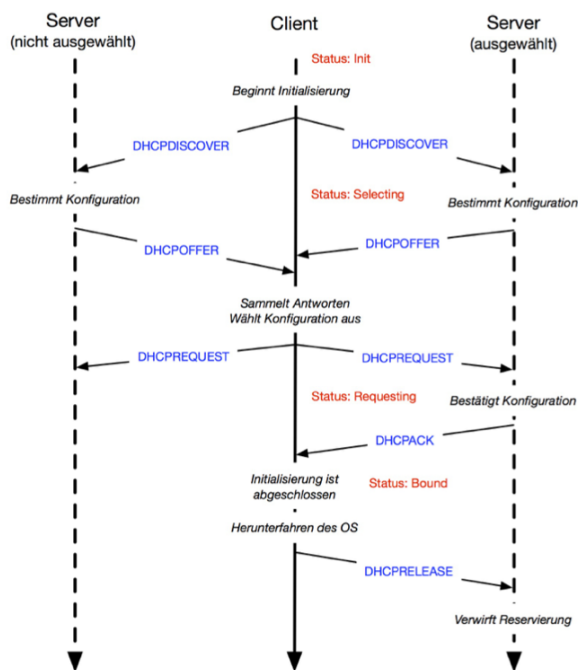 Server
(nicht ausgewählt)
Client
Server
(ausgewählt)
Status: Init
Beginnt Initialisierung
DHCPDISCOVER
DHCPDISCOVER
Bestimmt Konfiguration
Status: Selecting
Bestimmt Konfiguration
DHCPOFFER
DHCPOFFER
Sammelt Antworten
Wählt Konfiguration aus
DHCPREQUEST
DHCPREQUEST
Status: Requesting
Bestätigt Konfiguration
DHCPACK
Initialisierung ist
abgeschlossen
Status: Bound
Herunterfahren des OS
DHCPRELEASE
Verwirft Reservierung